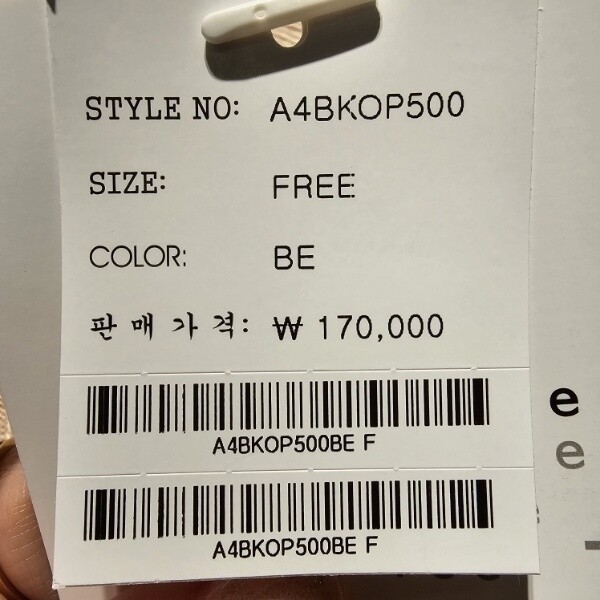 STYLE NO: A4BKOP500
SIZE: FREE
COLOR: BE
판매가격: ₩ 170,000
A4BKOP500BE F
A4BKOP500BE F
e
e